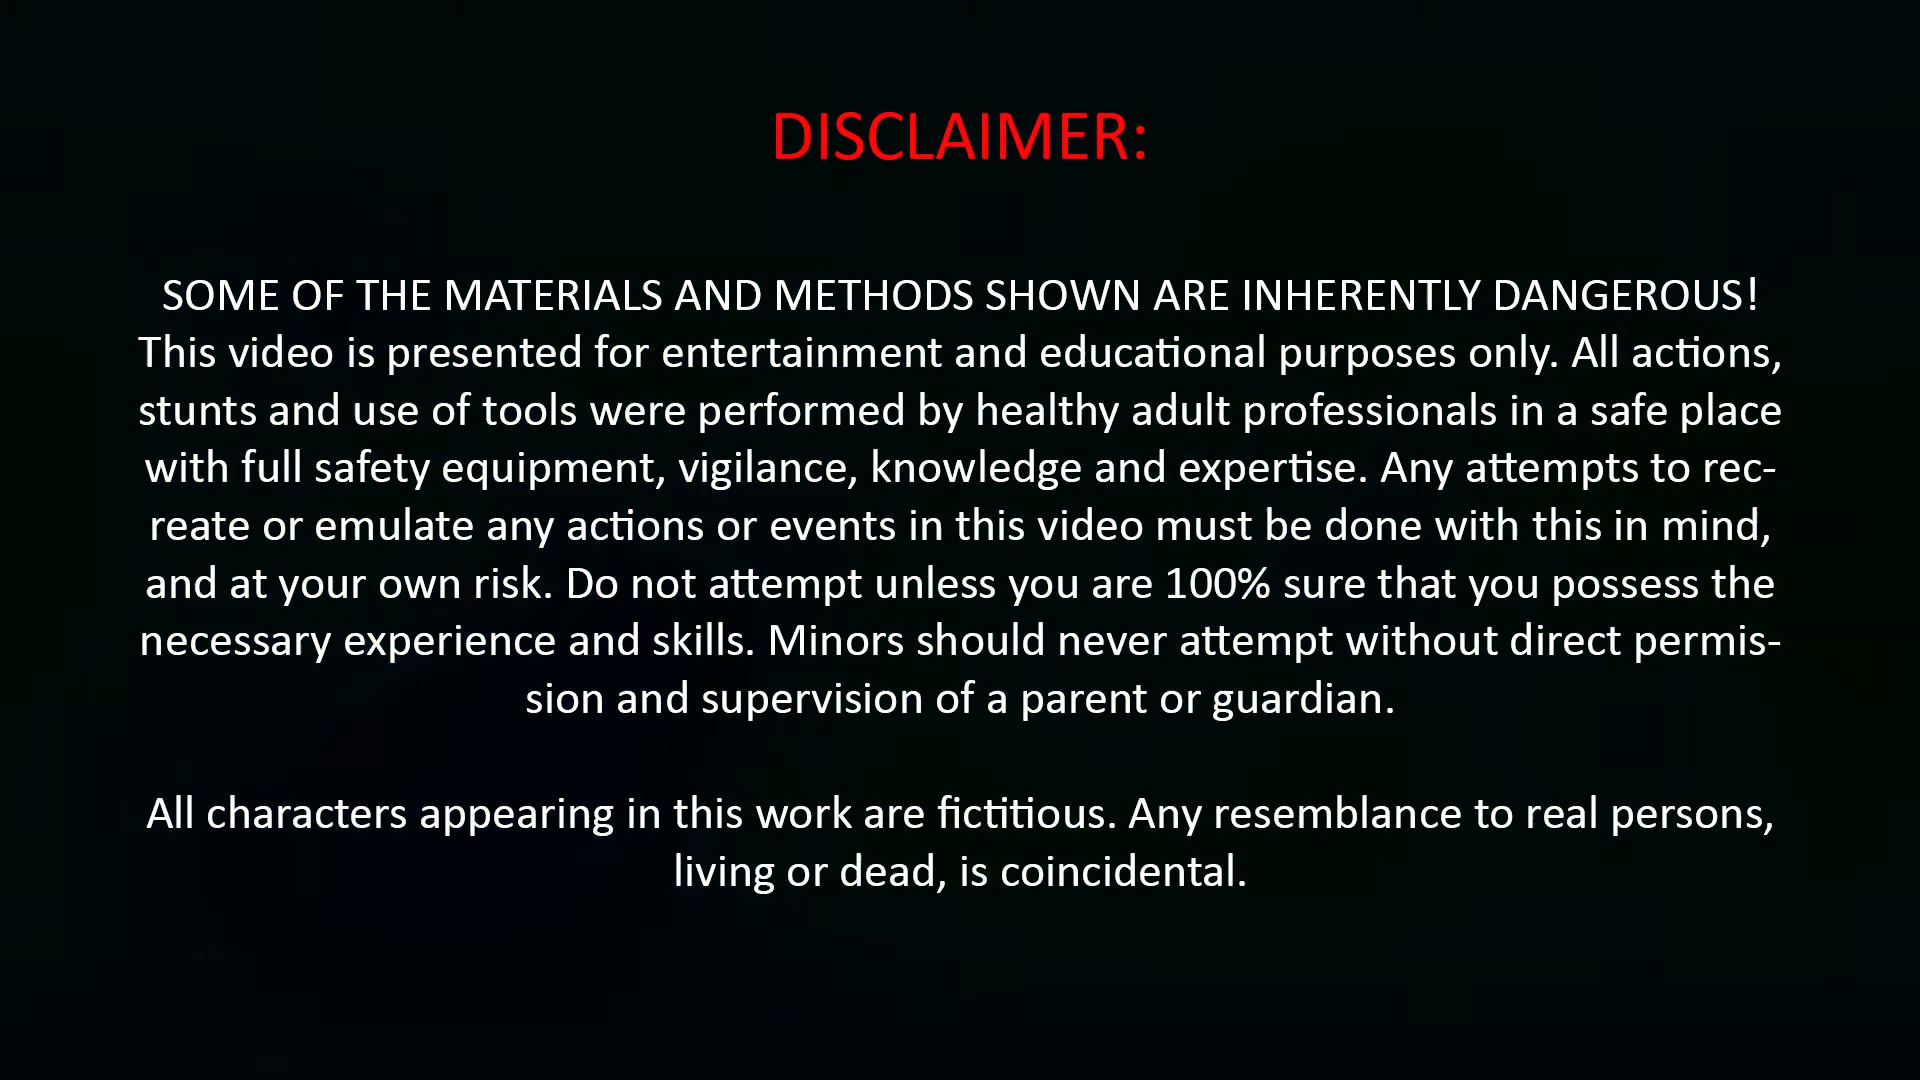 DISCLAIMER:
SOME OF THE MATERIALS AND METHODS SHOWN ARE INHERENTLY DANGEROUS!
This video is presented for entertainment and educational purposes only. All actions,
stunts and use of tools were performed by healthy adult professionals in a safe place
with full safety equipment, vigilance, knowledge and expertise. Any attempts to rec-
reate or emulate any actions or events in this video must be done with this in mind,
and at your own risk. Do not attempt unless you are 100% sure that you possess the
necessary experience and skills. Minors should never attempt without direct permis-
sion and supervision of a parent or guardian.
All characters appearing in this work are fictitious. Any resemblance to real persons,
living or dead, is coincidental.